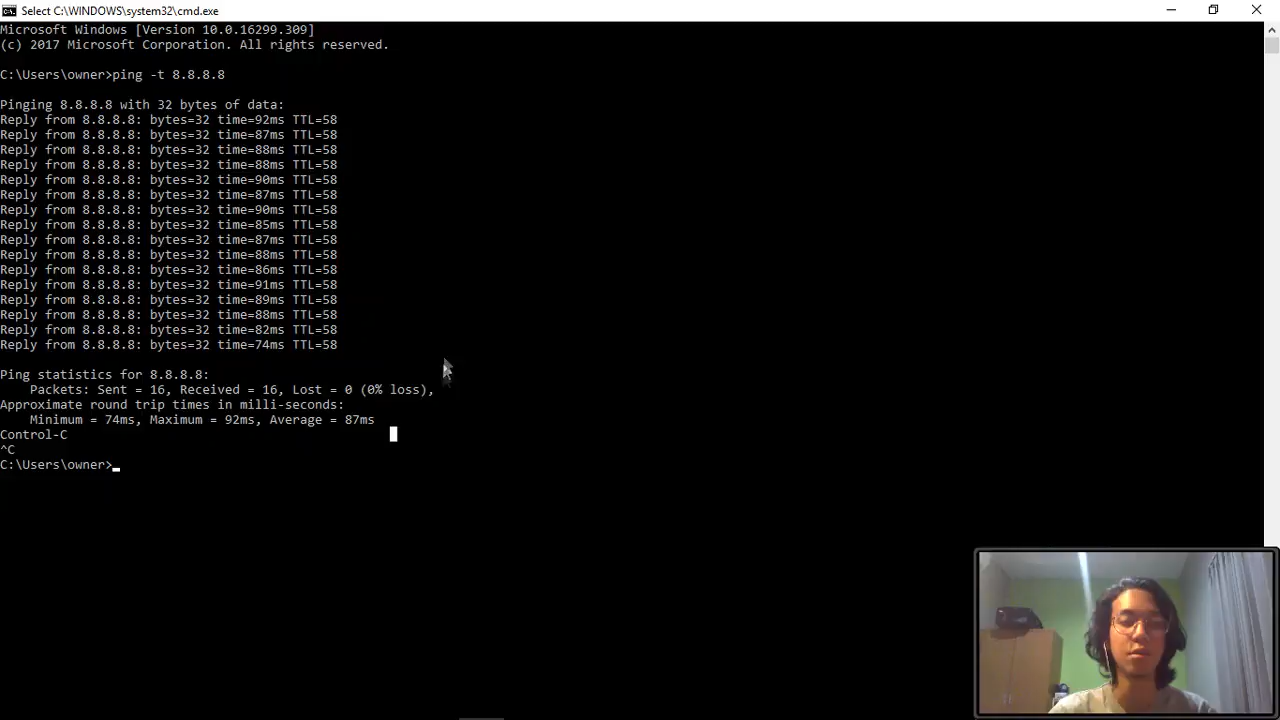 Select C:\WINDOWS\system32\cmd.exe
Microsoft Windows [Version 10.0.16299.309]
(c) 2017 Microsoft Corporation. All rights reserved.
C:\Users\owner>ping -t 8.8.8.8
Pinging 8.8.8.8 with 32 bytes of data:
Reply from 8.8.8.8: bytes=32 time=92ms TTL=58
Reply from 8.8.8.8: bytes=32 time=87ms TTL=58
Reply from 8.8.8.8: bytes=32 time=88ms TTL=58
Reply from 8.8.8.8: bytes=32 time=88ms TTL=58
Reply from 8.8.8.8: bytes=32 time=90ms TTL=58
Reply from 8.8.8.8: bytes=32 time=87ms TTL=58
Reply from 8.8.8.8: bytes=32 time=90ms TTL=58
Reply from 8.8.8.8: bytes=32 time=85ms TTL=58
Reply from 8.8.8.8: bytes=32 time=87ms TTL=58
Reply from 8.8.8.8: bytes=32 time=88ms TTL=58
Reply from 8.8.8.8: bytes=32 time=86ms TTL=58
Reply from 8.8.8.8: bytes=32 time=91ms TTL=58
Reply from 8.8.8.8: bytes=32 time=89ms TTL=58
Reply from 8.8.8.8: bytes=32 time=88ms TTL=58
Reply from 8.8.8.8: bytes=32 time=82ms TTL=58
Reply from 8.8.8.8: bytes=32 time=74ms TTL=58
Ping statistics for 8.8.8.8:
Packets: Sent = 16, Received = 16, Lost = 0 (0% loss),
Approximate round trip times in milli-seconds:
Minimum = 74ms, Maximum = 92ms, Average = 87ms
Control-C
^C
C:\Users\owner>